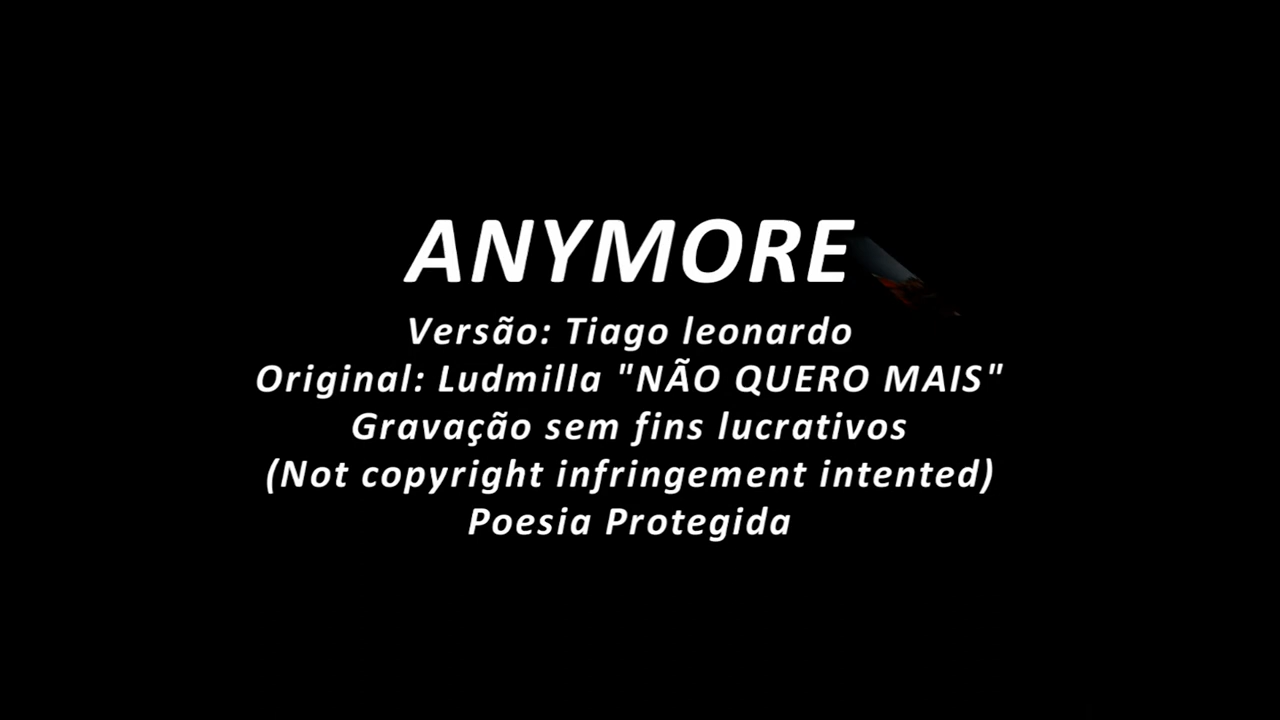 ANYMORE
Versão: Tiago leonardo
Original: Ludmilla "NÃO QUERO MAIS"
Gravação sem fins lucrativos
(Not copyright infringement intented)
Poesia Protegida